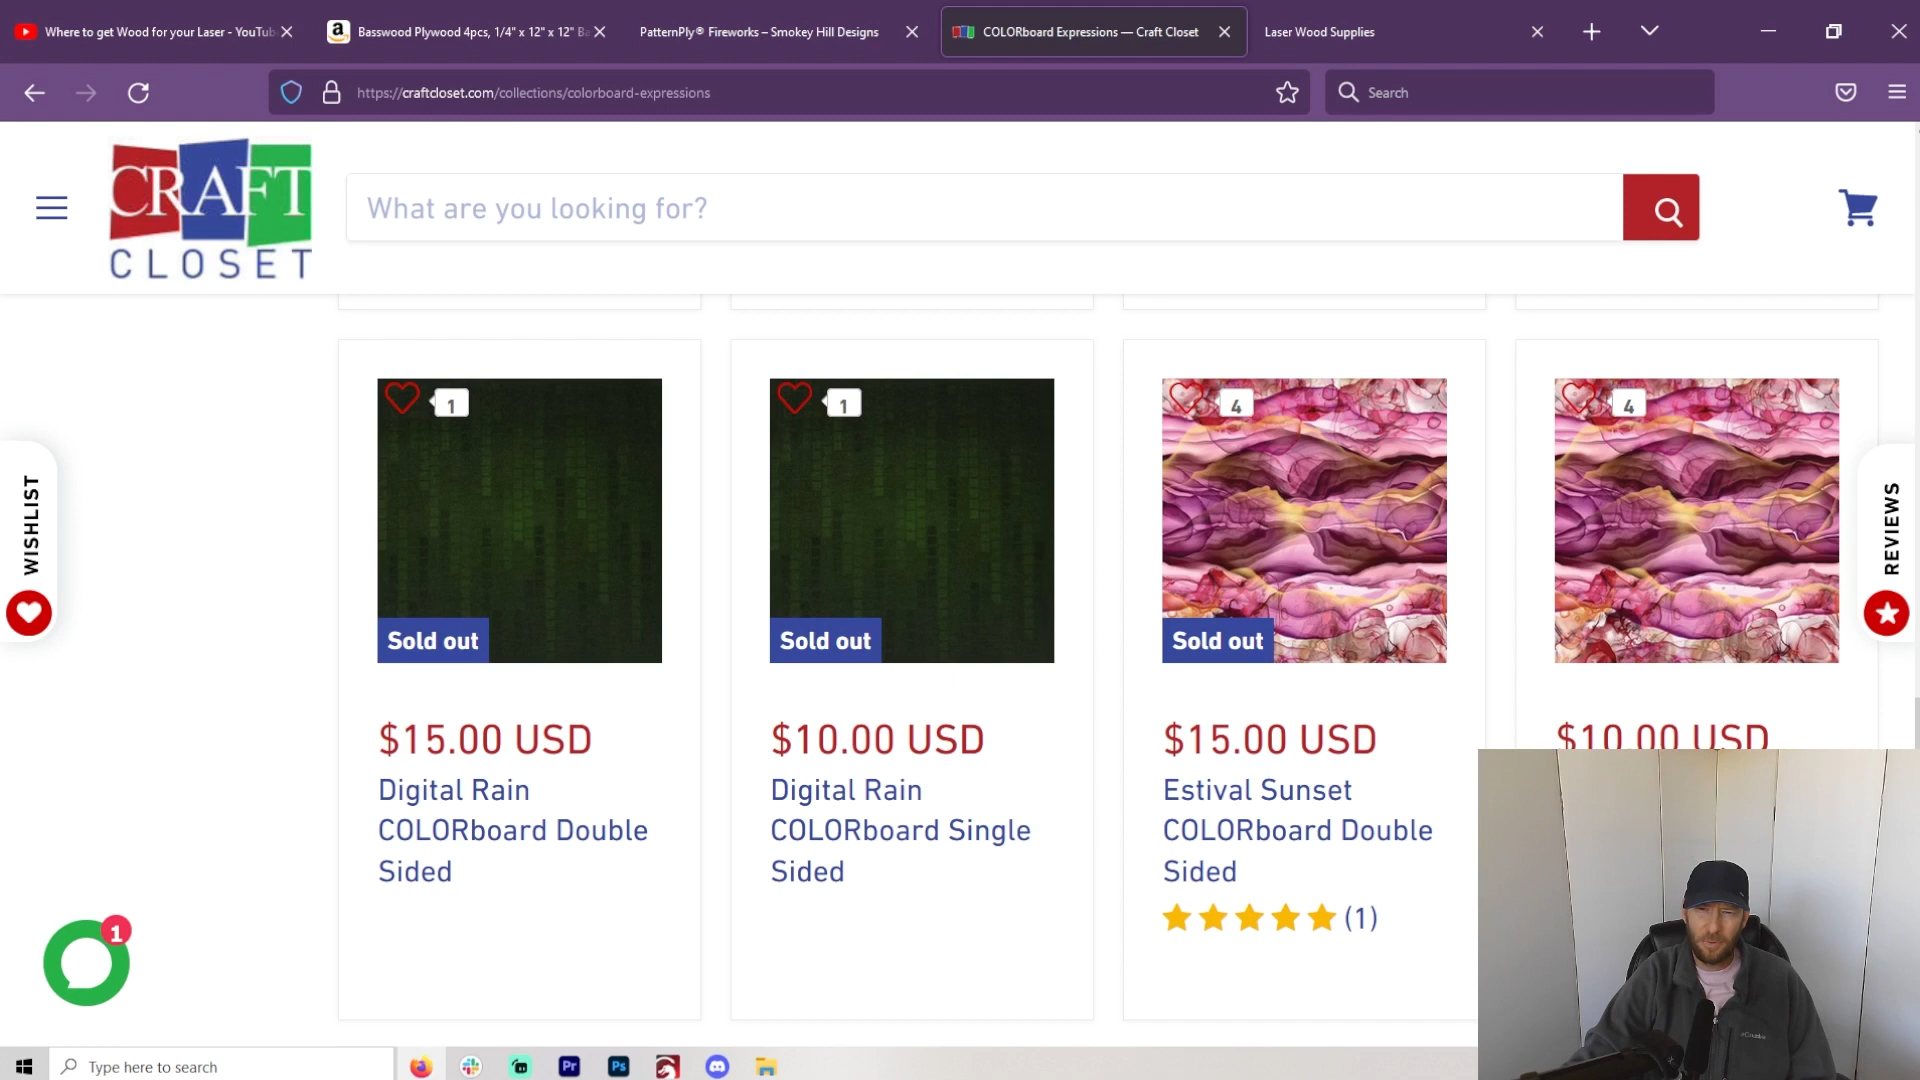 Where to get Wood for your Laser - YouTub
Basswood Plywood 4pcs, 1/4" x 12" x 12" Ba
PatternPly® Fireworks – Smokey Hill Designs
COLORboard Expressions — Craft Closet
Laser Wood Supplies
https://craftcloset.com/collections/colorboard-expressions
Search
CRAFT
CLOSET
What are you looking for?
WISHLIST
REVIEWS
1
1
4
4
Sold out
Sold out
Sold out
$15.00 USD
$10.00 USD
$15.00 USD
$10.00 USD
Digital Rain
COLORboard Double
Sided
Digital Rain
COLORboard Single
Sided
Estival Sunset
COLORboard Double
Sided
(1)
1
Type here to search
Pr
Ps